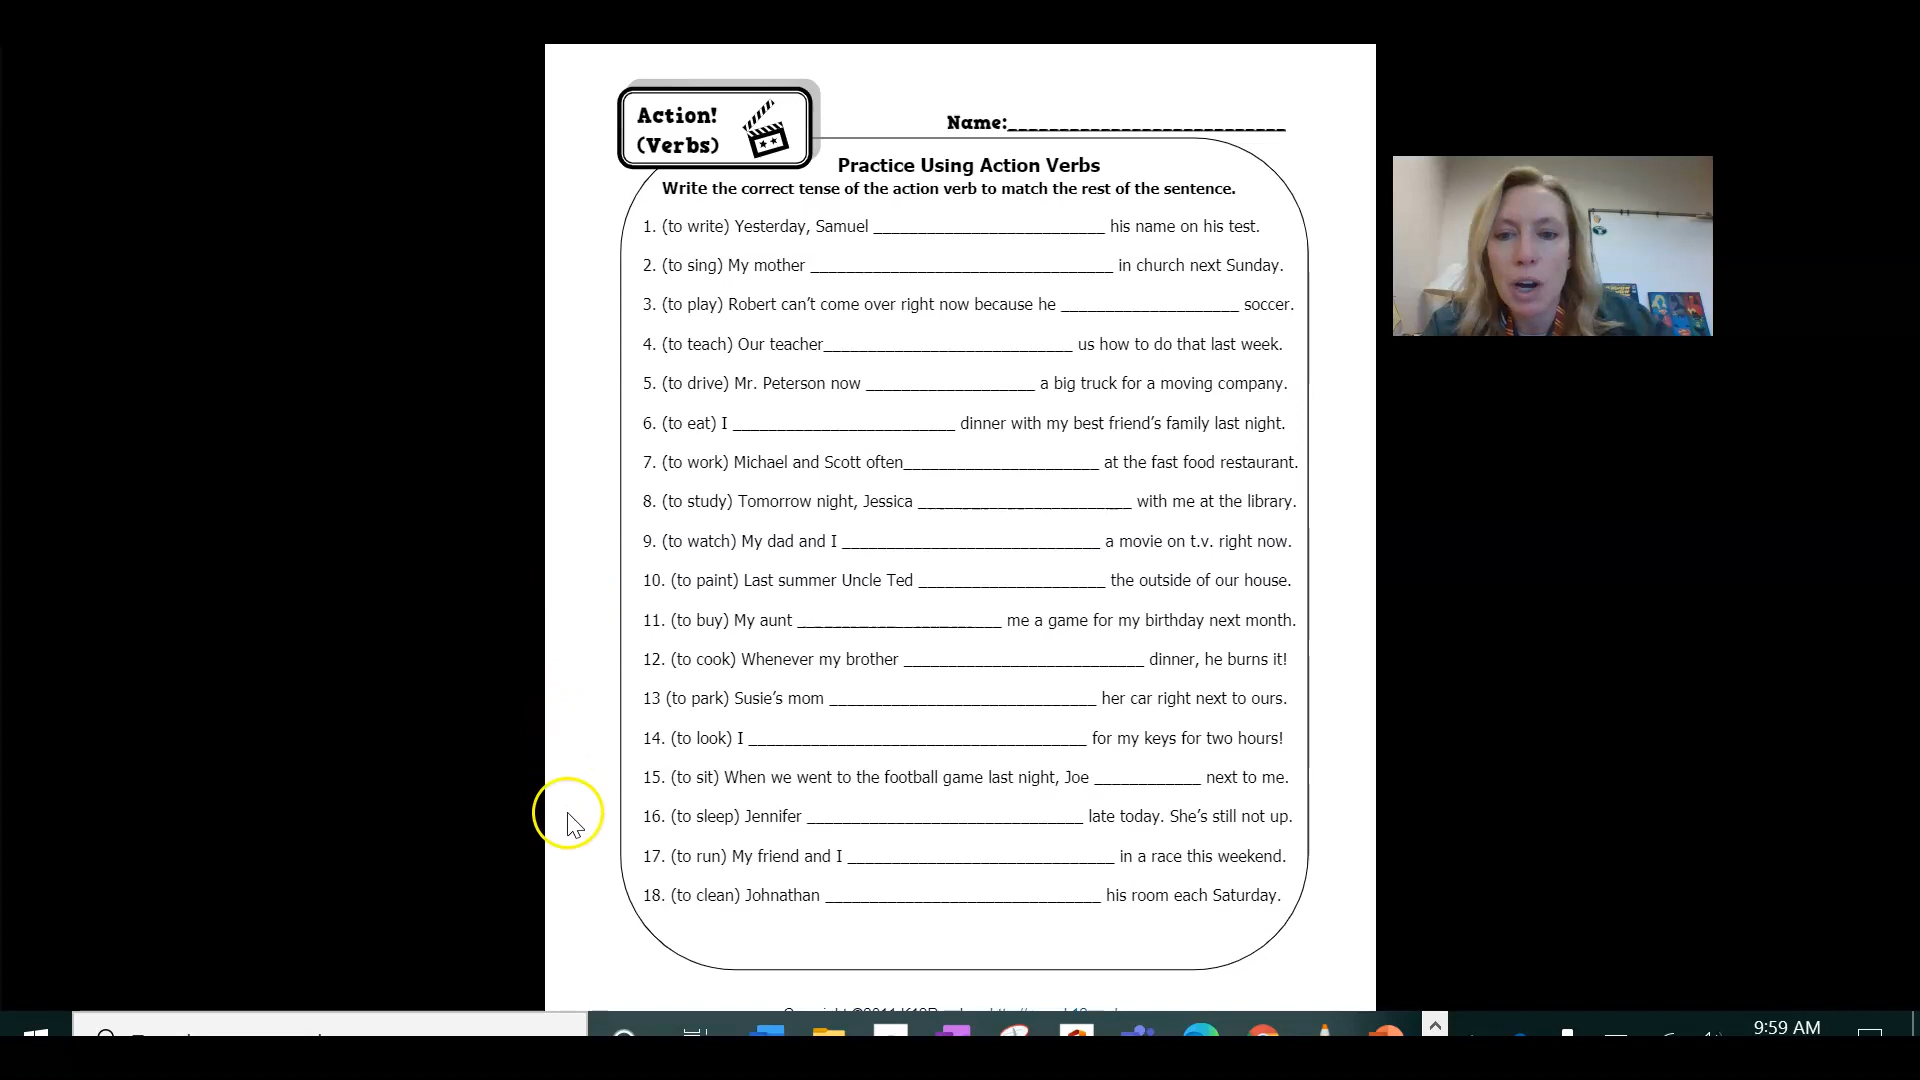 Action!
(Verbs)
Name:___________________________
Practice Using Action Verbs
Write the correct tense of the action verb to match the rest of the sentence.
1. (to write) Yesterday, Samuel __________________________ his name on his test.
2. (to sing) My mother __________________________________ in church next Sunday.
3. (to play) Robert can't come over right now because he ____________________ soccer.
4. (to teach) Our teacher____________________________ us how to do that last week.
5. (to drive) Mr. Peterson now ___________________ a big truck for a moving company.
6. (to eat) I _________________________ dinner with my best friend's family last night.
7. (to work) Michael and Scott often______________________ at the fast food restaurant.
8. (to study) Tomorrow night, Jessica ________________________ with me at the library.
9. (to watch) My dad and I _____________________________ a movie on t.v. right now.
10. (to paint) Last summer Uncle Ted _____________________ the outside of our house.
11. (to buy) My aunt _______________________ me a game for my birthday next month.
12. (to cook) Whenever my brother ___________________________ dinner, he burns it!
13 (to park) Susie's mom ______________________________ her car right next to ours.
14. (to look) I ______________________________________ for my keys for two hours!
15. (to sit) When we went to the football game last night, Joe ____________ next to me.
16. (to sleep) Jennifer _______________________________ late today. She's still not up.
17. (to run) My friend and I ______________________________ in a race this weekend.
18. (to clean) Johnathan _______________________________ his room each Saturday.
9:59 AM